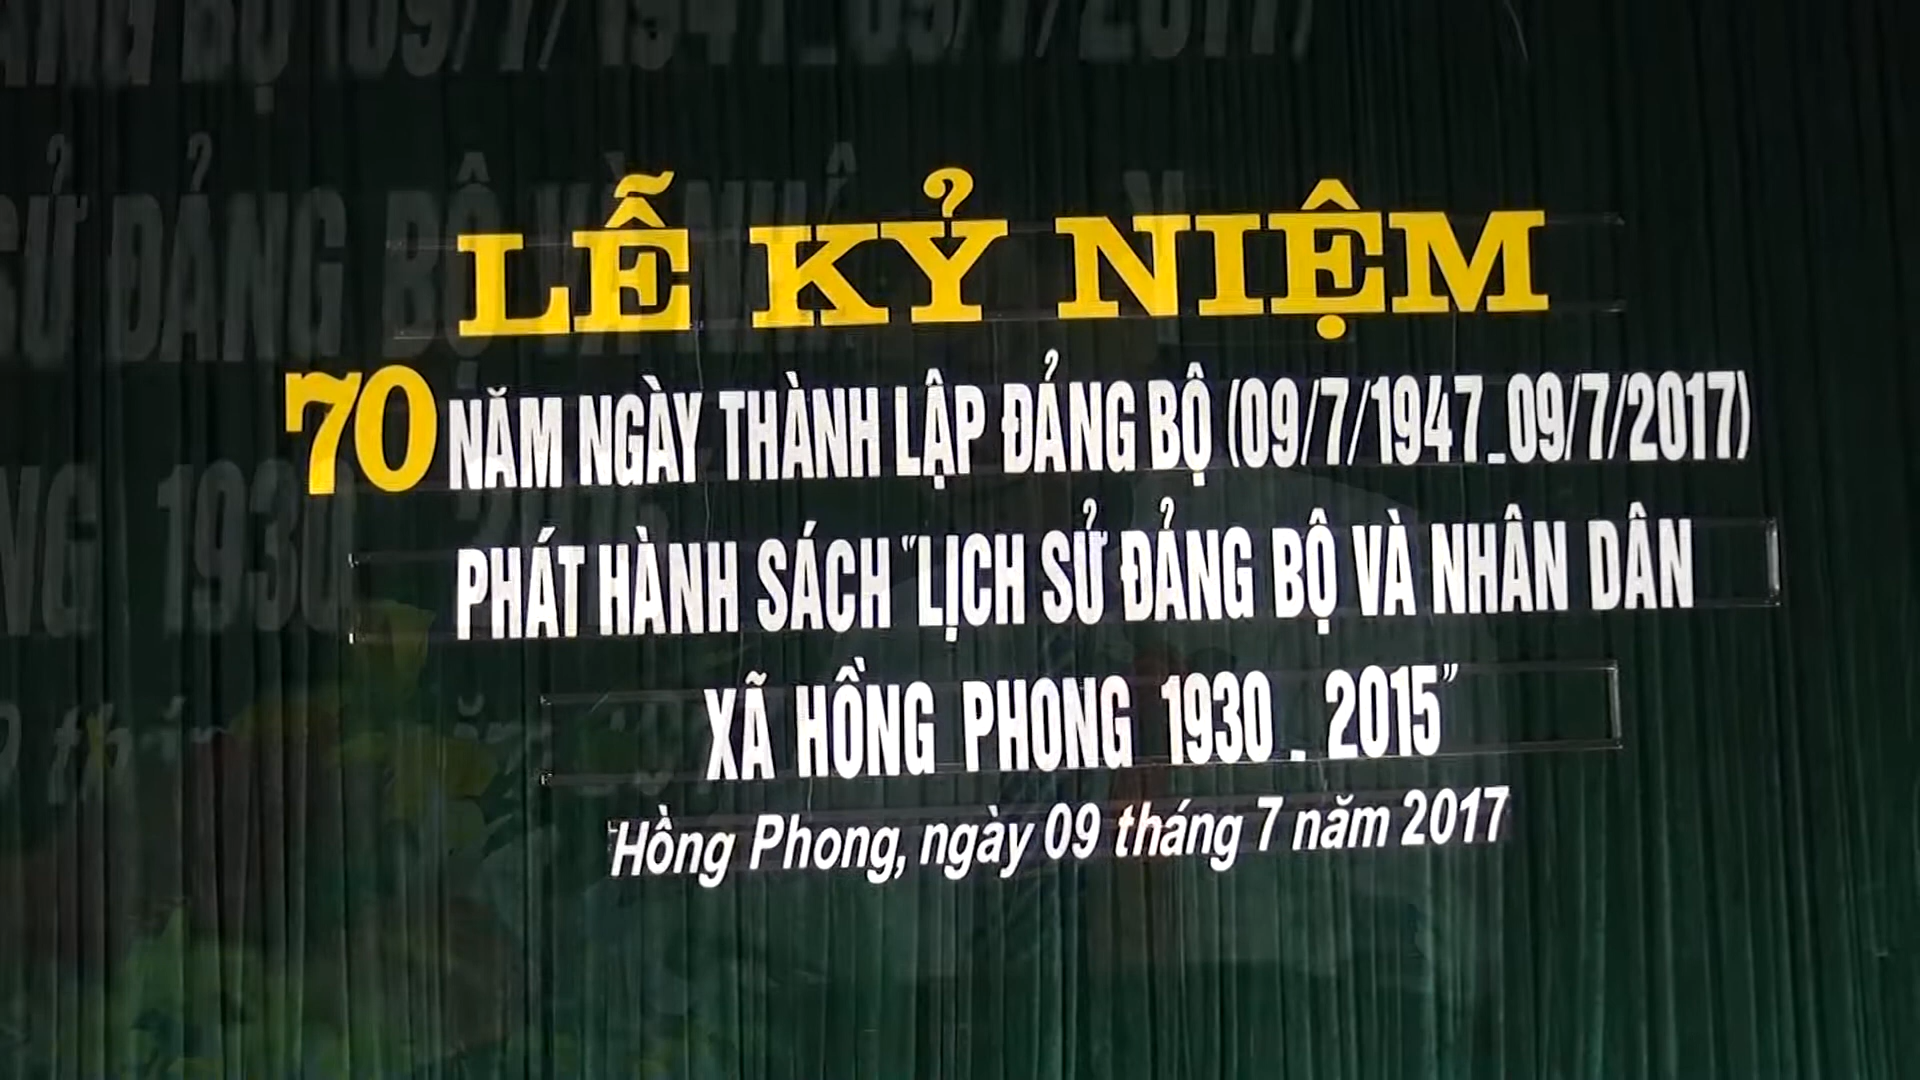 LỄ KỶ NIỆM
70 NĂM NGÀY THÀNH LẬP ĐẢNG BỘ (09/7/1947_09/7/2017)
PHÁT HÀNH SÁCH "LỊCH SỬ ĐẢNG BỘ VÀ NHÂN DÂN
XÃ HỒNG PHONG 1930 . 2015"
Hồng Phong, ngày 09 tháng 7 năm 2017